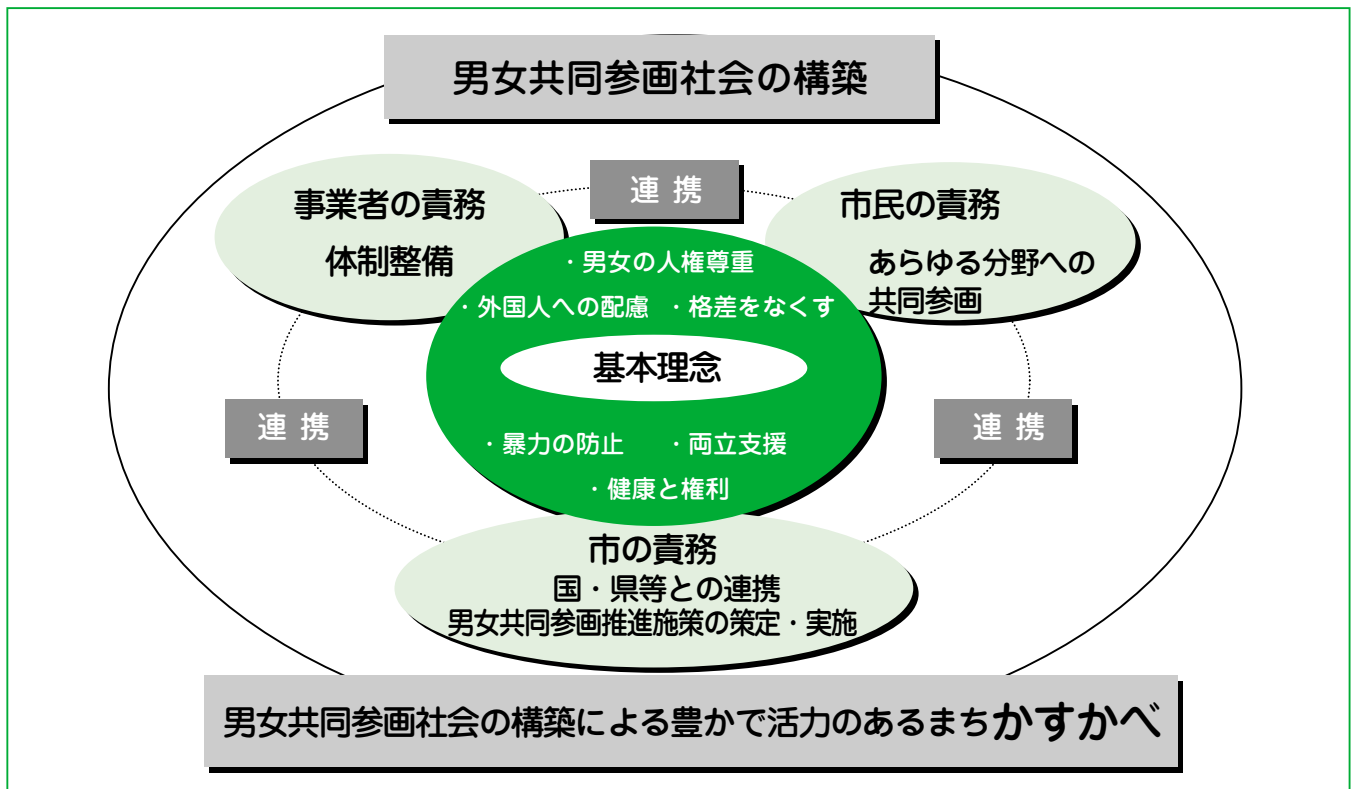 男女共同参画社会の構築
連 携
事業者の責務
体制整備
市民の責務
あらゆる分野への
共同参画
・男女の人権尊重
・外国人への配慮 ・格差をなくす
基本理念
・暴力の防止 ・両立支援
・健康と権利
連 携
連 携
市の責務
国・県等との連携
男女共同参画推進施策の策定・実施
男女共同参画社会の構築による豊かで活力のあるまちかすかべ